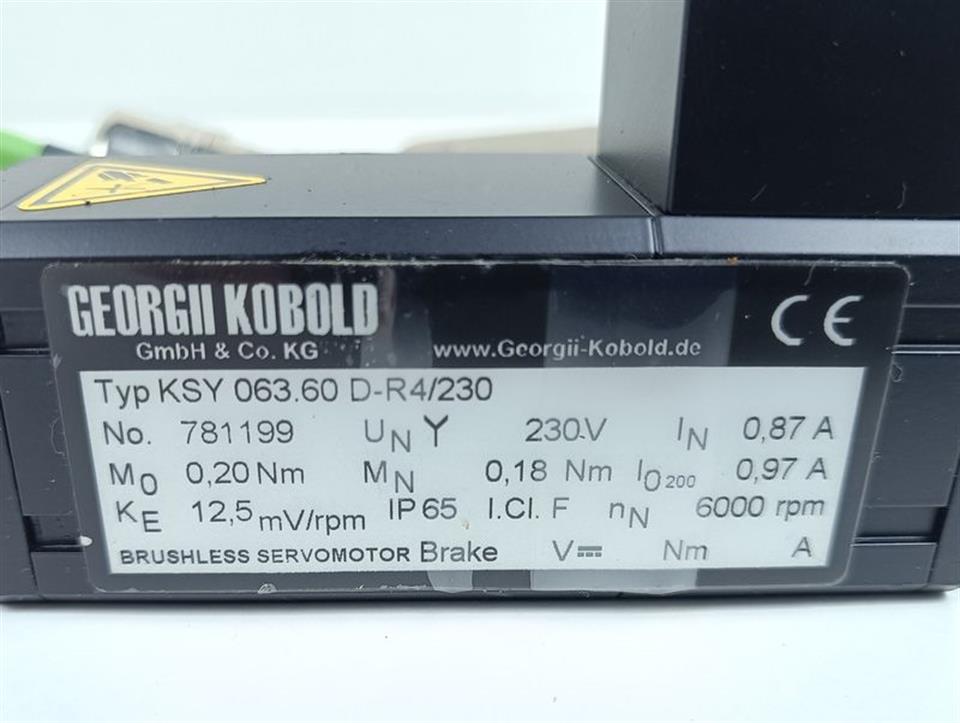 GEORGII KOBOLD
GmbH & Co. KG www.Georgii-Kobold.de CE
Typ KSY 063.60 D-R4/230
No. 781199 UN Y 230V IN 0,87 A
MO 0,20 Nm MN 0,18 Nm IO 200 0,97 A
KE 12,5 mV/rpm IP 65 I.Cl. F nN 6000 rpm
BRUSHLESS SERVOMOTOR Brake V⎓ Nm A